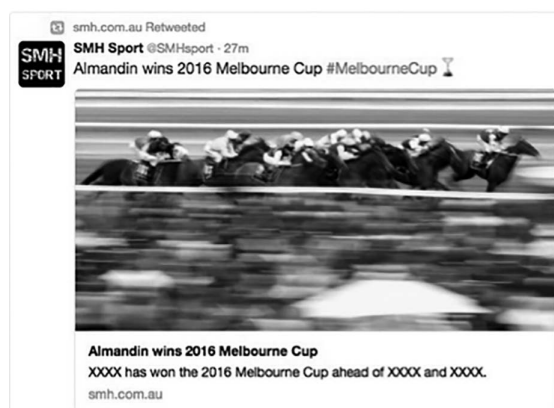 smh.com.au Retweeted
SMH SPORT
SMH Sport @SMHsport · 27m
Almandin wins 2016 Melbourne Cup #MelbourneCup
Almandin wins 2016 Melbourne Cup
XXXX has won the 2016 Melbourne Cup ahead of XXXX and XXXX.
smh.com.au